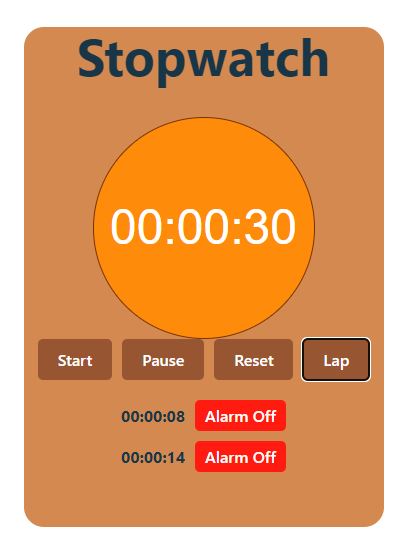 Stopwatch
00:00:30
Start Pause Reset Lap
00:00:08 Alarm Off
00:00:14 Alarm Off